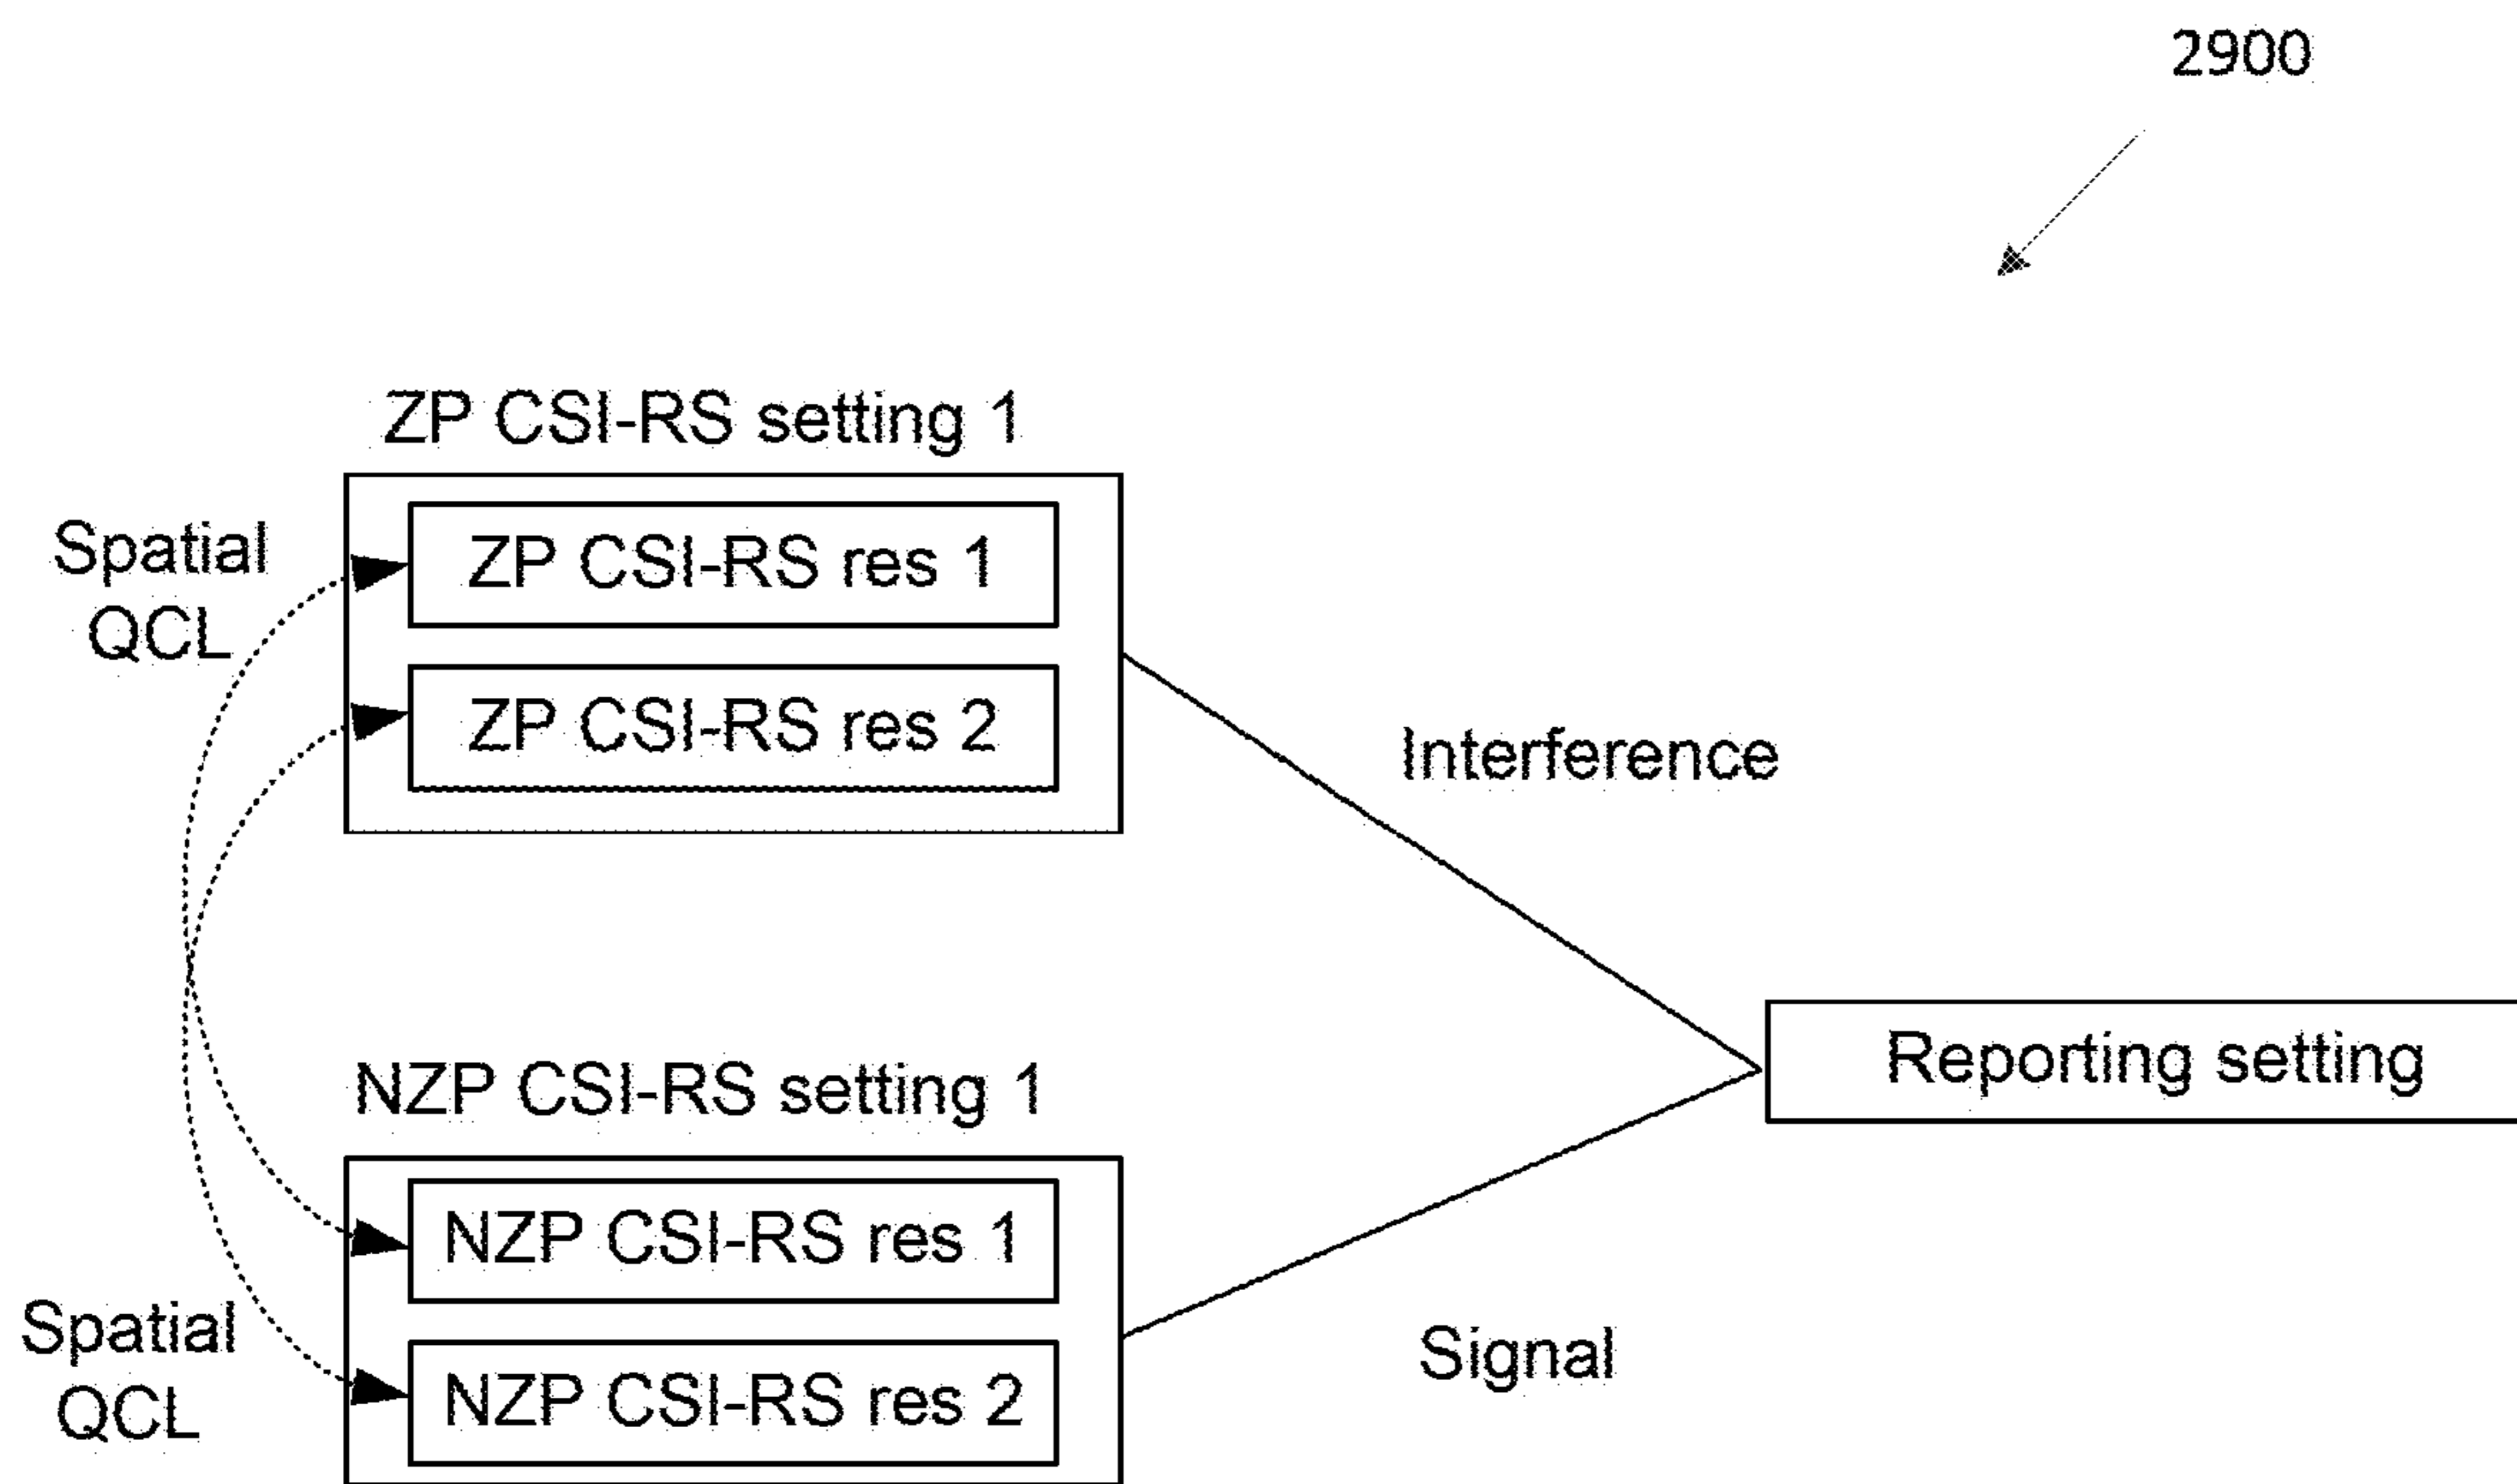 2900
ZP CSI-RS setting 1
Spatial
QCL
ZP CSI-RS res 1
ZP CSI-RS res 2
Interference
Reporting setting
NZP CSI-RS setting 1
NZP CSI-RS res 1
NZP CSI-RS res 2
Spatial
QCL
Signal